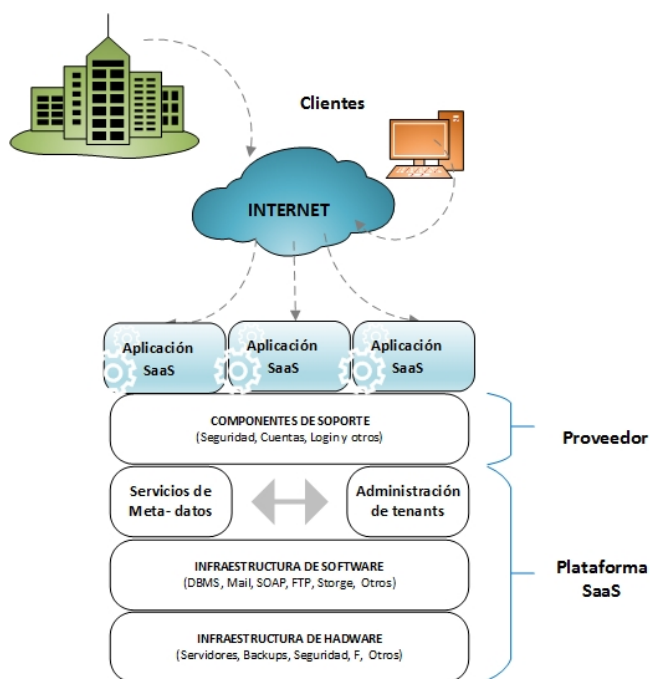 Clientes
INTERNET
Aplicación
SaaS
Aplicación
SaaS
Aplicación
SaaS
COMPONENTES DE SOPORTE
(Seguridad, Cuentas, Login y otros)
Proveedor
Servicios de
Meta- datos
Administración
de tenants
INFRAESTRUCTURA DE SOFTWARE
(DBMS, Mail, SOAP, FTP, Storge, Otros)
Plataforma
SaaS
INFRAESTRUCTURA DE HADWARE
(Servidores, Backups, Seguridad, F, Otros)